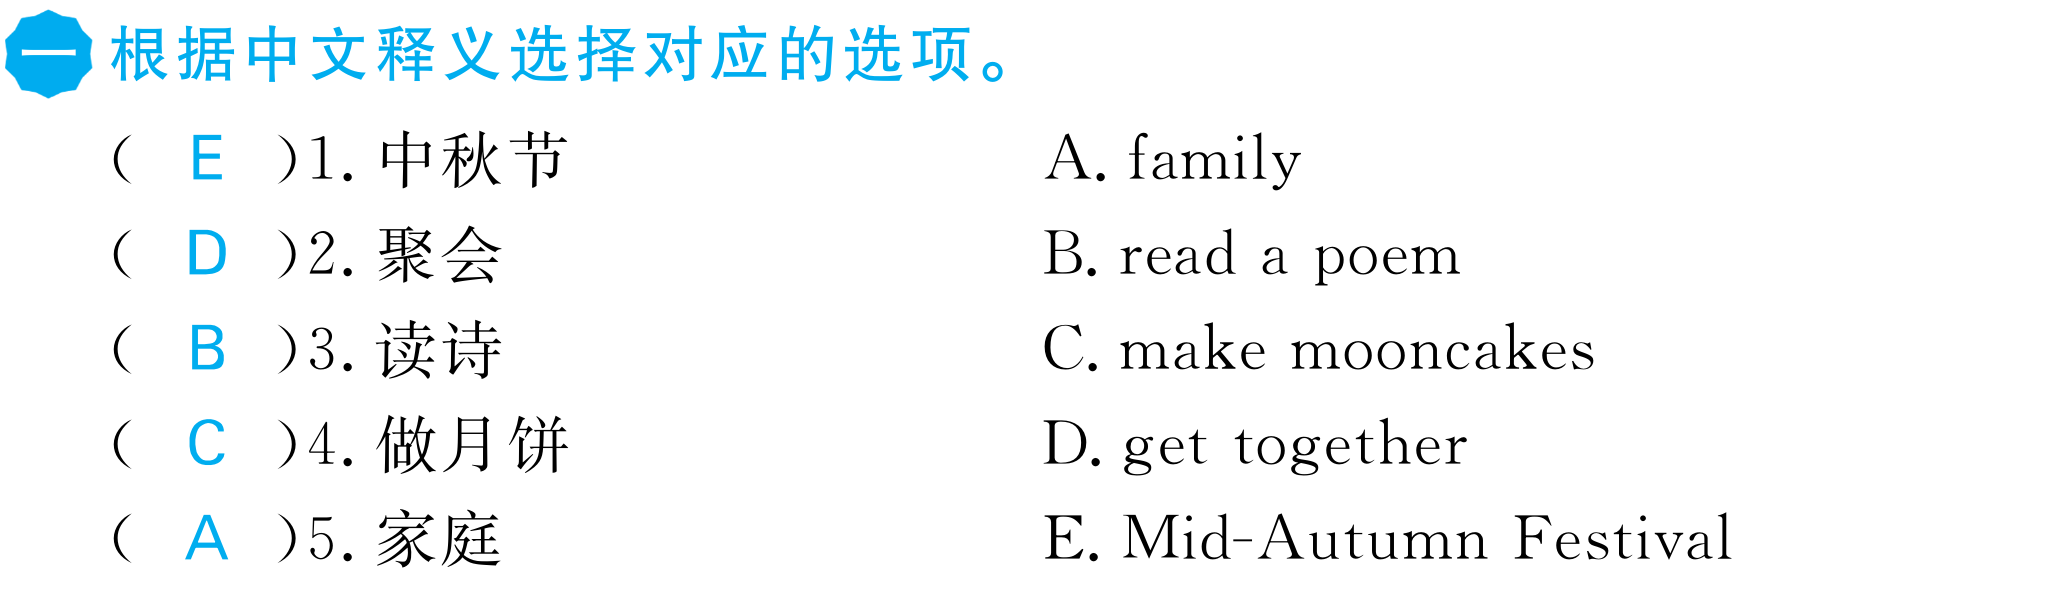 一 根据中文释义选择对应的选项。
( E )1. 中秋节 A. family
( D )2. 聚会 B. read a poem
( B )3. 读诗 C. make mooncakes
( C )4. 做月饼 D. get together
( A )5. 家庭 E. Mid-Autumn Festival